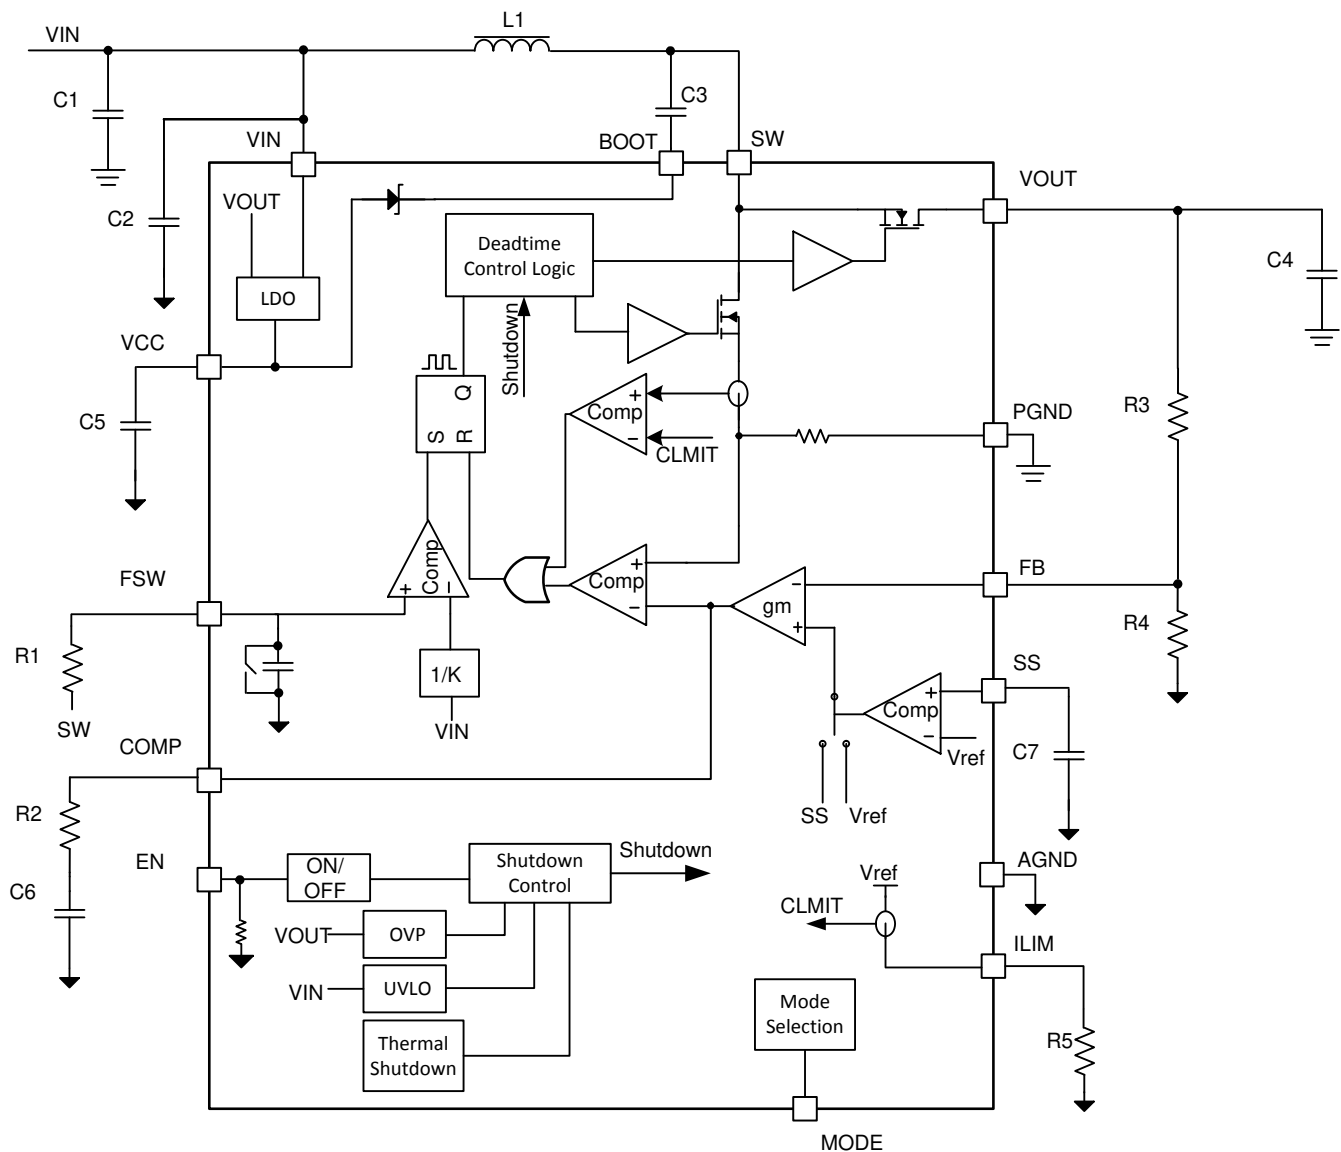 L1
VIN
C1
C3
VIN
BOOT
SW
VOUT
VOUT
C2
Deadtime
Control Logic
C4
LDO
Shutdown
VCC
Q
S
R
Comp
+
−
CLMIT
R3
PGND
C5
FSW
Comp
+
−
Comp
+
−
gm
−
+
FB
R4
R1
SW
1/K
VIN
SS
Comp
+
−
Vref
C7
COMP
SS
Vref
R2
EN
ON/
OFF
Shutdown
Control
Shutdown
AGND
C6
Vref
CLMIT
VOUT
OVP
ILIM
VIN
UVLO
Mode
Selection
Thermal
Shutdown
R5
MODE